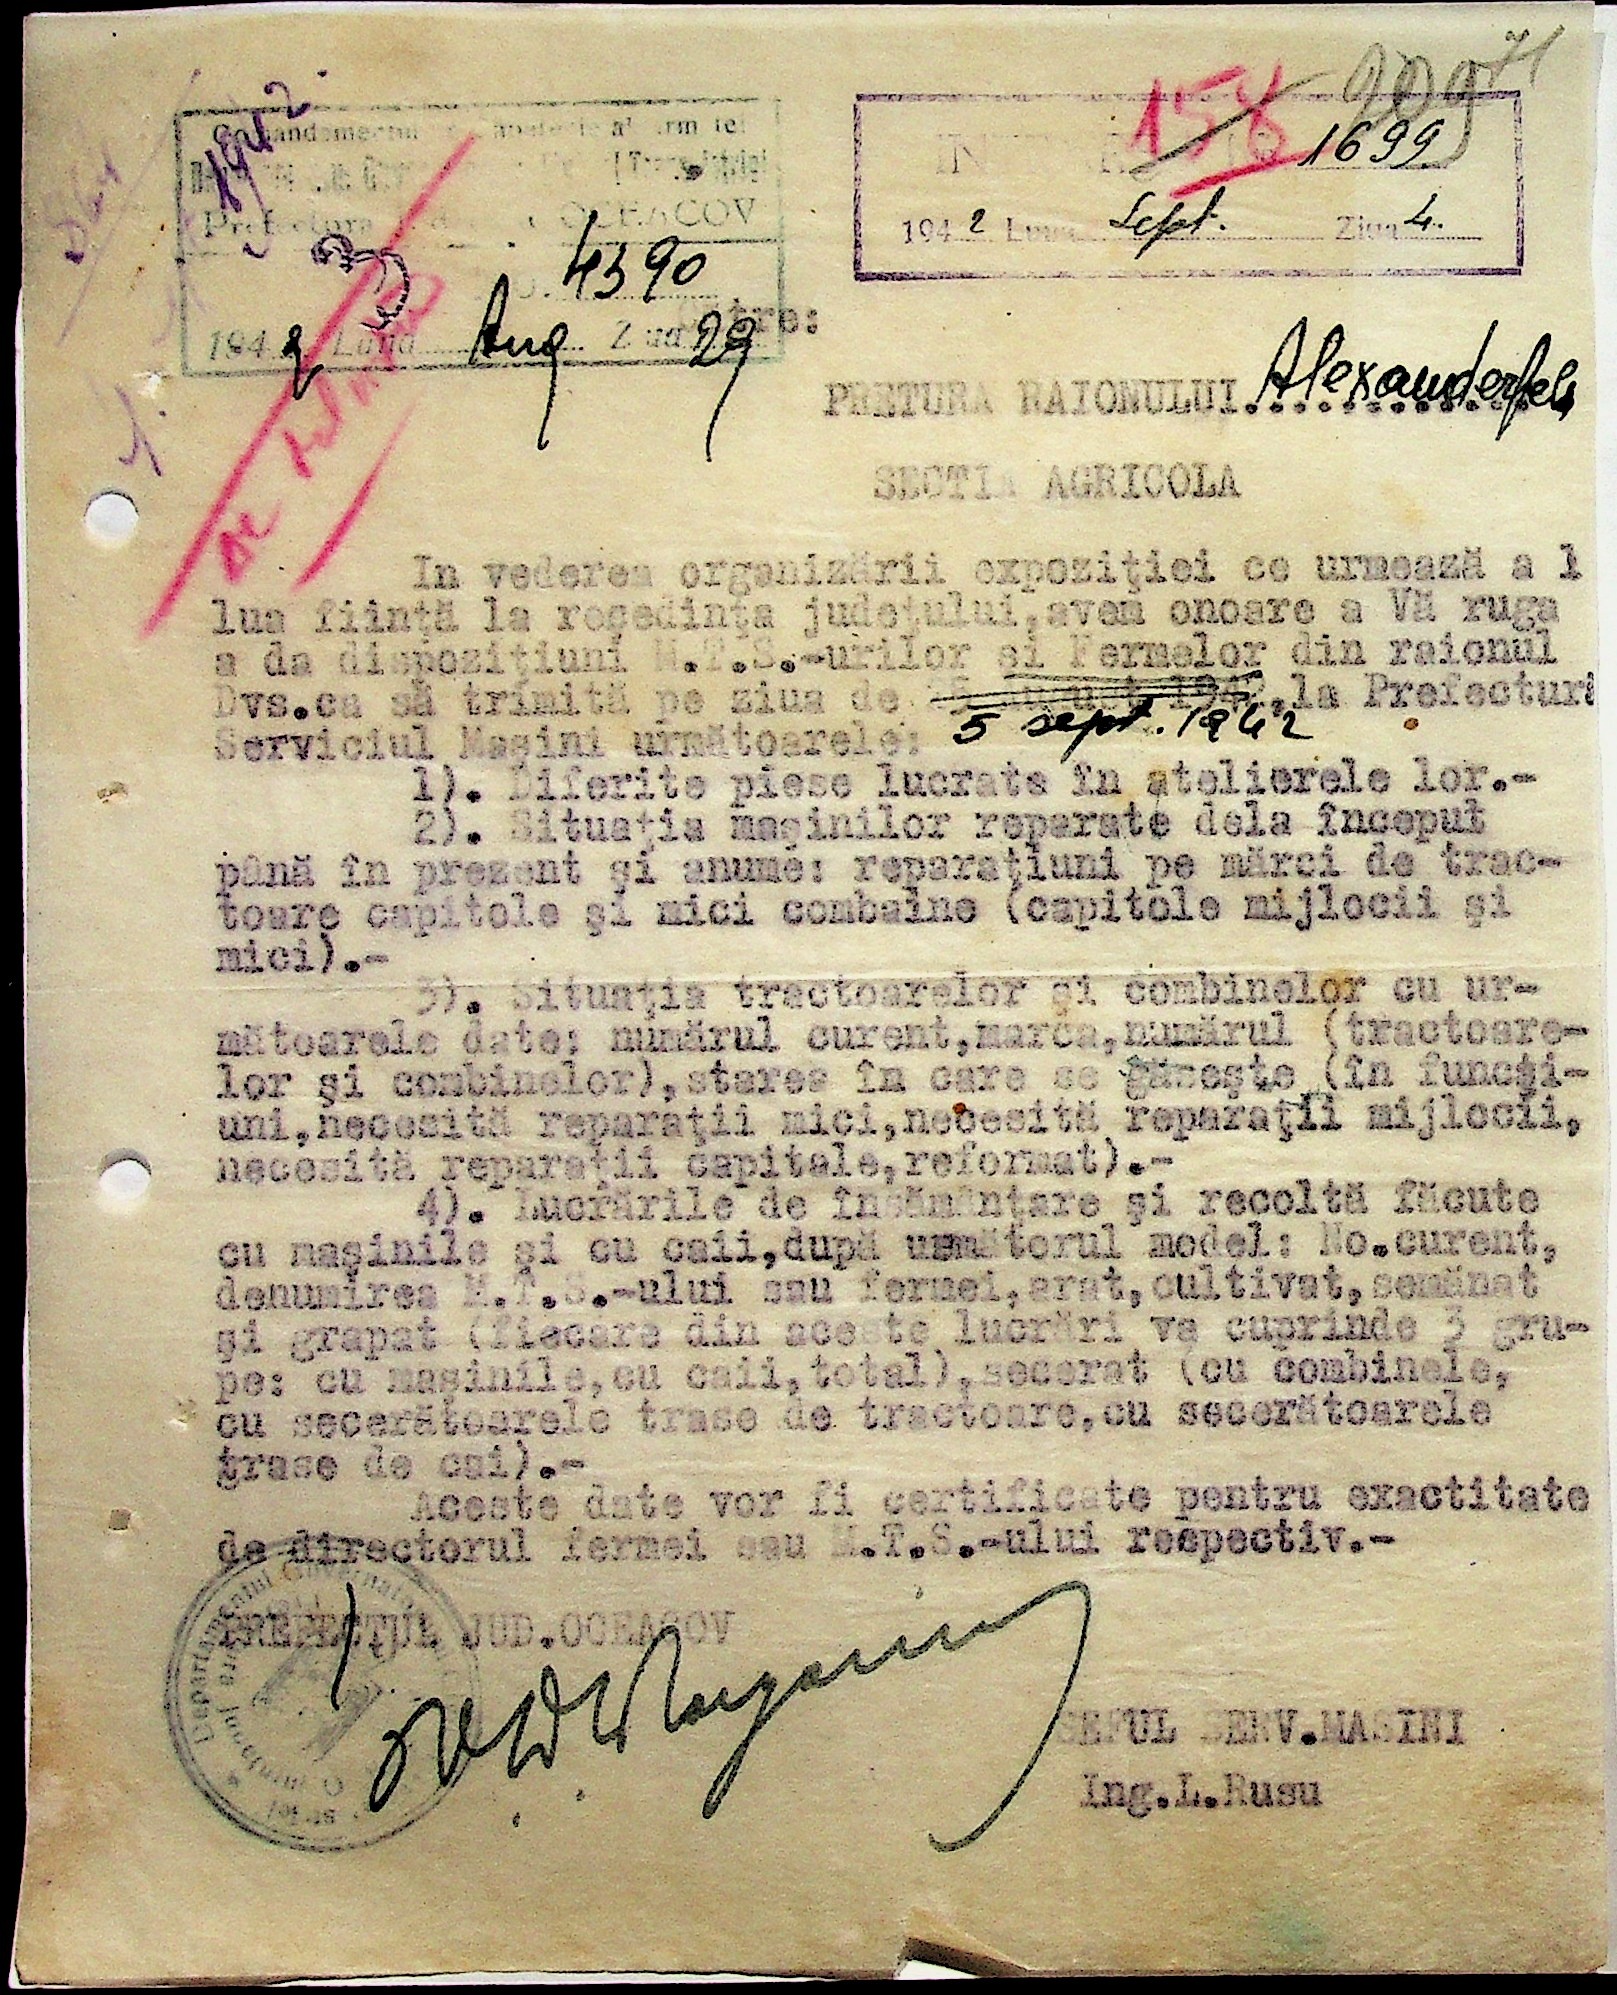 209 71
158
1699
1942 Luna Sept. Ziua 4.
Prefectura OCEACOV
4390
1942 Luna Aug Ziua 29
Către:
PRETURA RAIONULUI Alexanderfeld
SECTIA AGRICOLA
In vederea organizării expoziţiei ce urmează a l
lua fiinţă la reşedinţa judeţului,avem onoare a Vă ruga
a da dispoziţiuni M.T.S.-urilor si Fermelor din raionul
Dvs.ca să trimită pe ziua de 1942,la Prefectură
5 sept. 1942
Serviciul Maşini următoarele:
1). Diferite piese lucrate în atelierele lor.-
2). Situaţia maşinilor reparate dela început
până în prezent şi anume: reparaţiuni pe mărci de trac-
toare capitole şi mici combaine (capitole mijlocii şi
mici).-
3). Situaţia tractoarelor şi combinelor cu ur-
mătoarele date: numărul curent,marca,numărul (tractoare-
lor şi combinelor),starea în care se găseşte (în funcţi-
uni,necesită reparaţii mici,necesită reparaţii mijlocii,
necesită reparaţii capitale,reformat).-
4). Lucrările de însămânţare şi recoltă făcute
cu maşinile şi cu caii,după următorul model: No.curent,
denumirea M.T.S.-ului sau fermei,arat,cultivat,semănat
şi grapat (fiecare din aceste lucrări va cuprinde 3 gru-
pe: cu maşinile,cu caii,total),secerat (cu combinele,
cu secerătoarele trase de tractoare,cu secerătoarele
trase de cai).-
Aceste date vor fi certificate pentru exactitate
de directorul fermei sau M.T.S.-ului respectiv.-
PREFECŢUL JUD.OCEACOV
SEFUL SERV.MASINI
Ing.L.Rusu